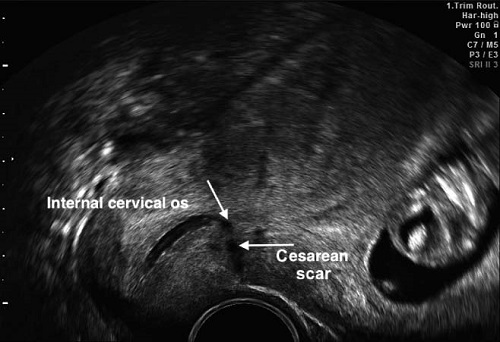 1.Trim Rout.
Har-high
Pwr 100 
Gn 1
C7 / M5
P3 / E3
SRI II 3
Internal cervical os
Cesarean
scar